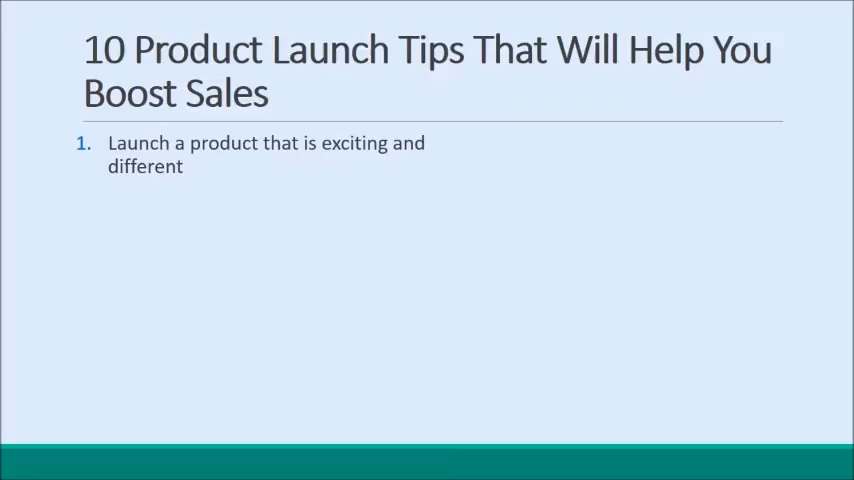 10 Product Launch Tips That Will Help You
Boost Sales
1. Launch a product that is exciting and
different